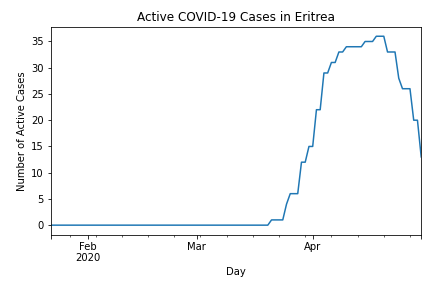 Active COVID-19 Cases in Eritrea
Number of Active Cases
35
30
25
20
15
10
5
0
Feb
2020
Mar
Apr
Day